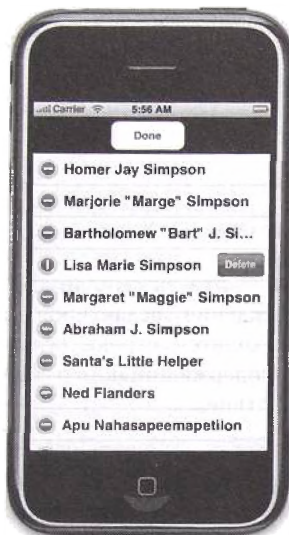 Carrier 5:56 AM
Done
Homer Jay Simpson
Marjorie "Marge" Simpson
Bartholomew "Bart" J. Si...
Lisa Marie Simpson Delete
Margaret "Maggie" Simpson
Abraham J. Simpson
Santa's Little Helper
Ned Flanders
Apu Nahasapeemapetilon